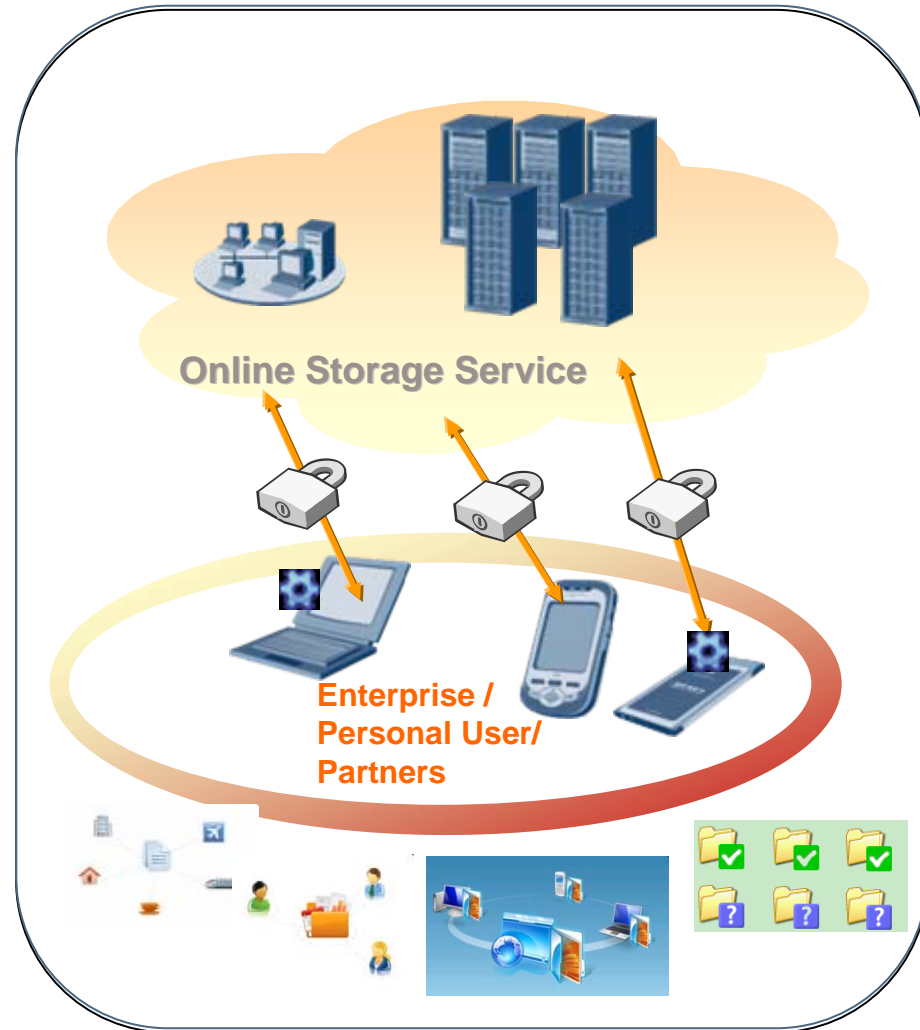 Online Storage Service
Enterprise /
Personal User/
Partners
?
?
?